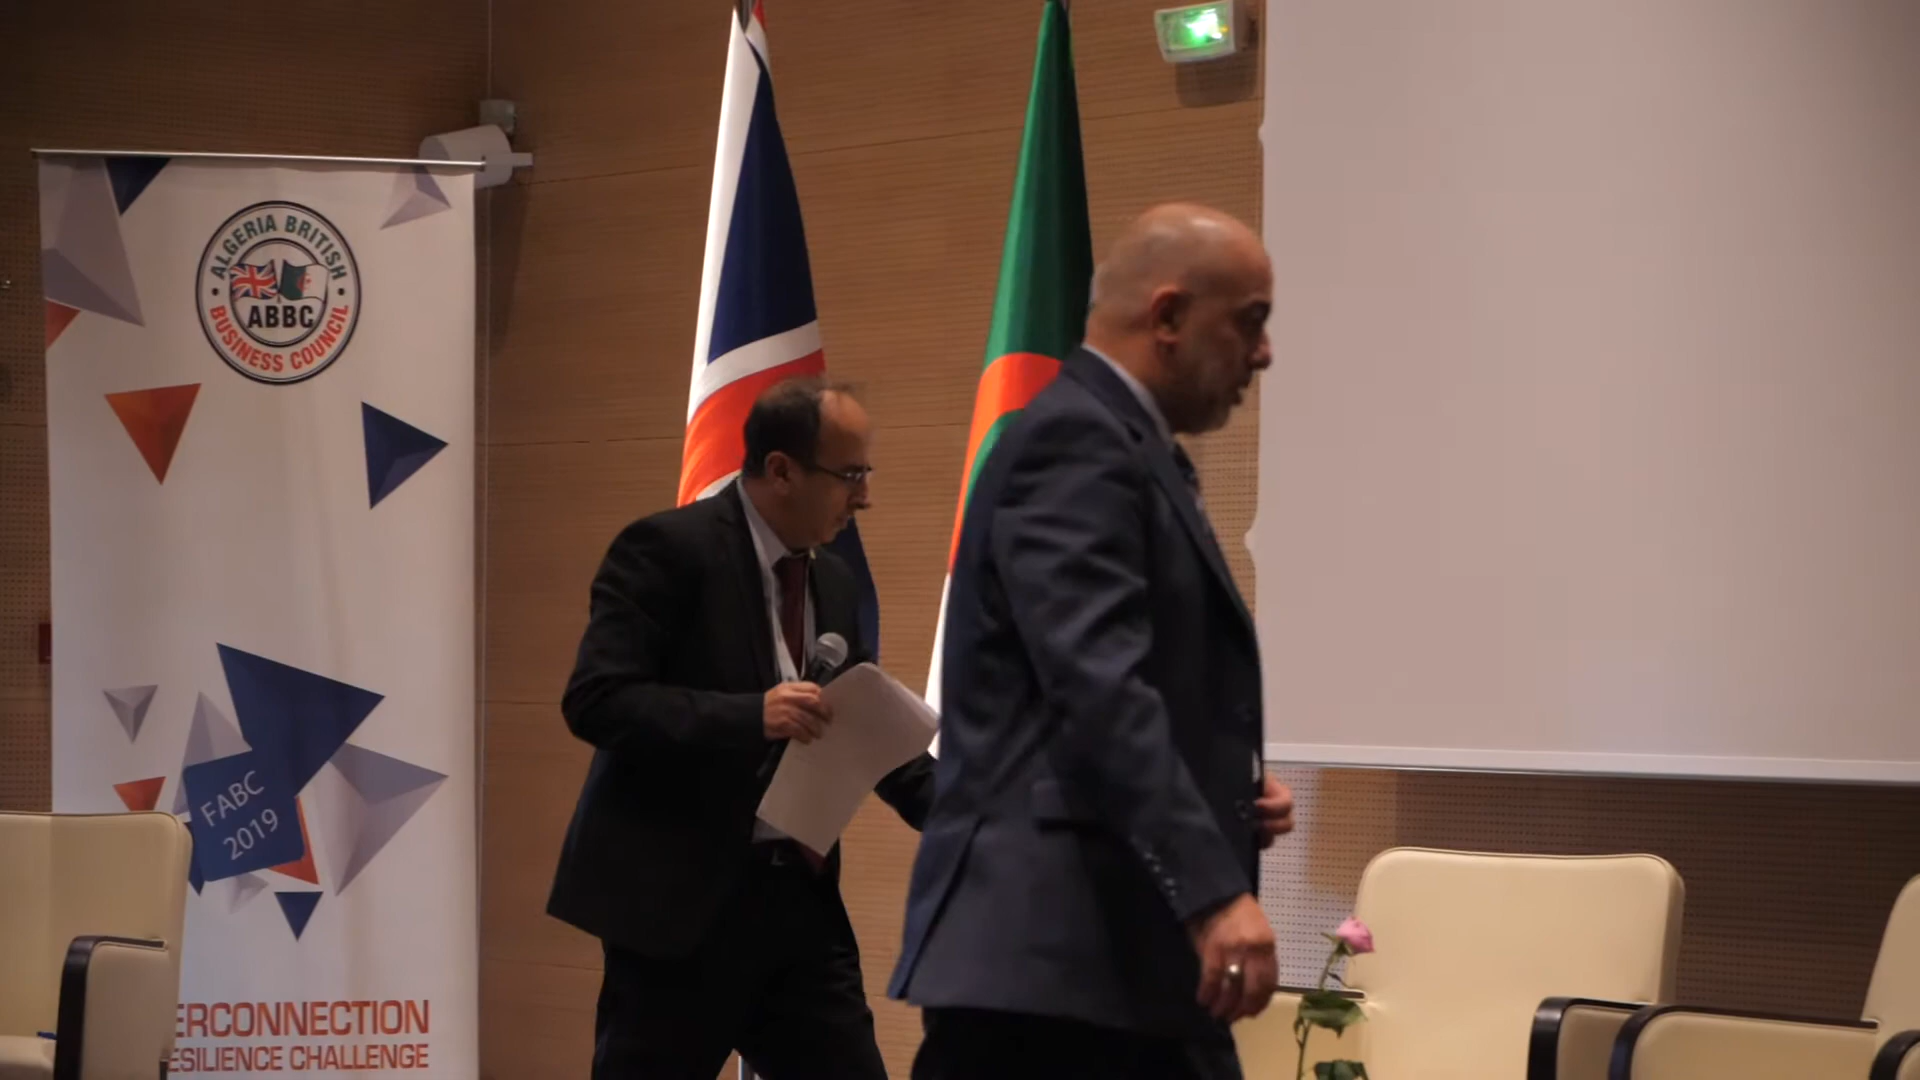 ALGERIA BRITISH
ABBC
BUSINESS COUNCIL
FABC
2019
ERCONNECTION
ESILIENCE CHALLENGE